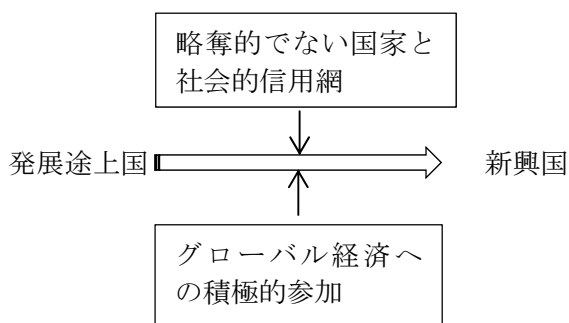 略奪的でない国家と
社会的信用網
発展途上国
新興国
グローバル経済へ
の積極的参加